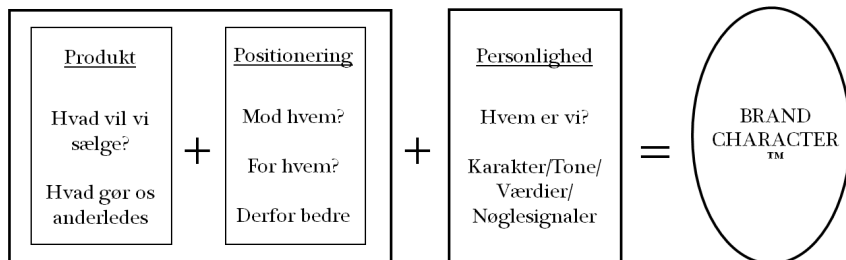 Produkt
Hvad vil vi
sælge?
Hvad gør os
anderledes
+
Positionering
Mod hvem?
For hvem?
Derfor bedre
+
Personlighed
Hvem er vi?
Karakter/Tone/
Værdier/
Nøglesignaler
=
BRAND
CHARACTER
™